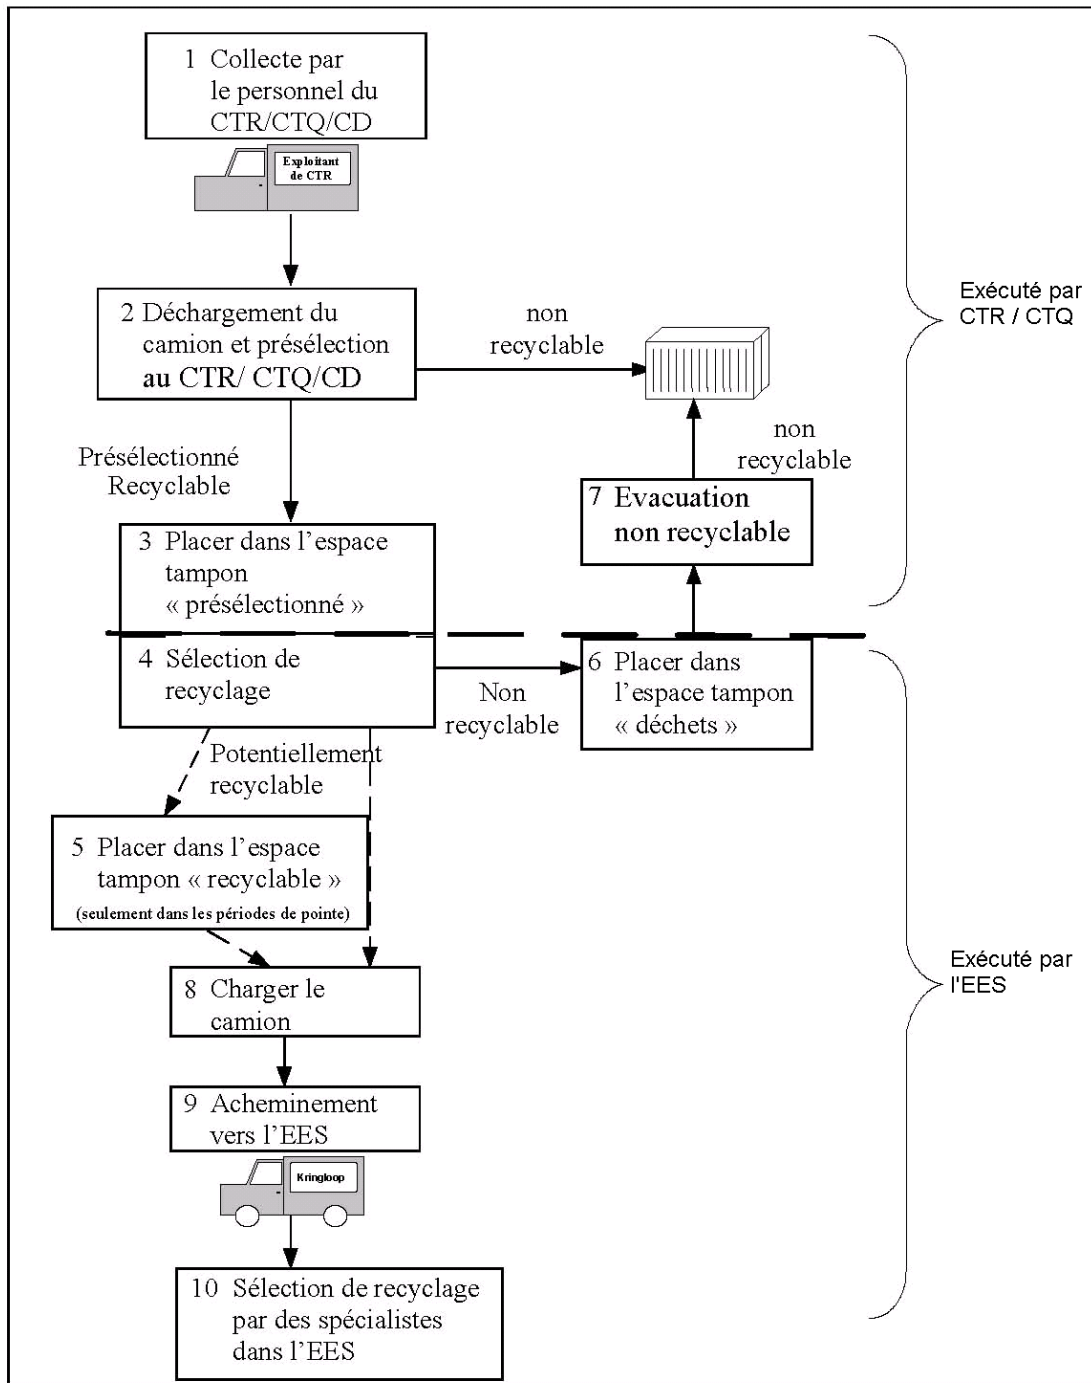 1 Collecte par
le personnel du
CTR/CTQ/CD
Exploitant
de CTR
2 Déchargement du
camion et présélection
au CTR/ CTQ/CD
non
recyclable
Exécuté par
CTR / CTQ
Présélectionné
Recyclable
non
recyclable
7 Evacuation
non recyclable
3 Placer dans l'espace
tampon
« présélectionné »
4 Sélection de
recyclage
Non
recyclable
6 Placer dans
l'espace tampon
« déchets »
Potentiellement
recyclable
5 Placer dans l'espace
tampon « recyclable »
(seulement dans les périodes de pointe)
8 Charger le
camion
Exécuté par
l'EES
9 Acheminement
vers l'EES
Kringloop
10 Sélection de recyclage
par des spécialistes
dans l'EES